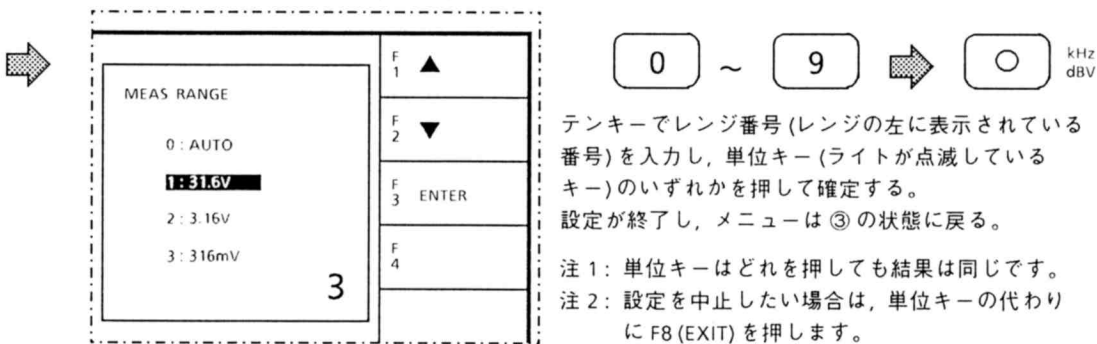 MEAS RANGE
0 : AUTO
1 : 31.6V
2 : 3.16V
3 : 316mV
3
F1 ▲
F2 ▼
F3 ENTER
F4
0 ～ 9 ○ kHz
dBV
テンキーでレンジ番号 (レンジの左に表示されている
番号) を入力し, 単位キー (ライトが点滅している
キー) のいずれかを押して確定する。
設定が終了し, メニューは ③ の状態に戻る。
注 1 : 単位キーはどれを押しても結果は同じです。
注 2 : 設定を中止したい場合は, 単位キーの代わり
に F8 (EXIT) を押します。